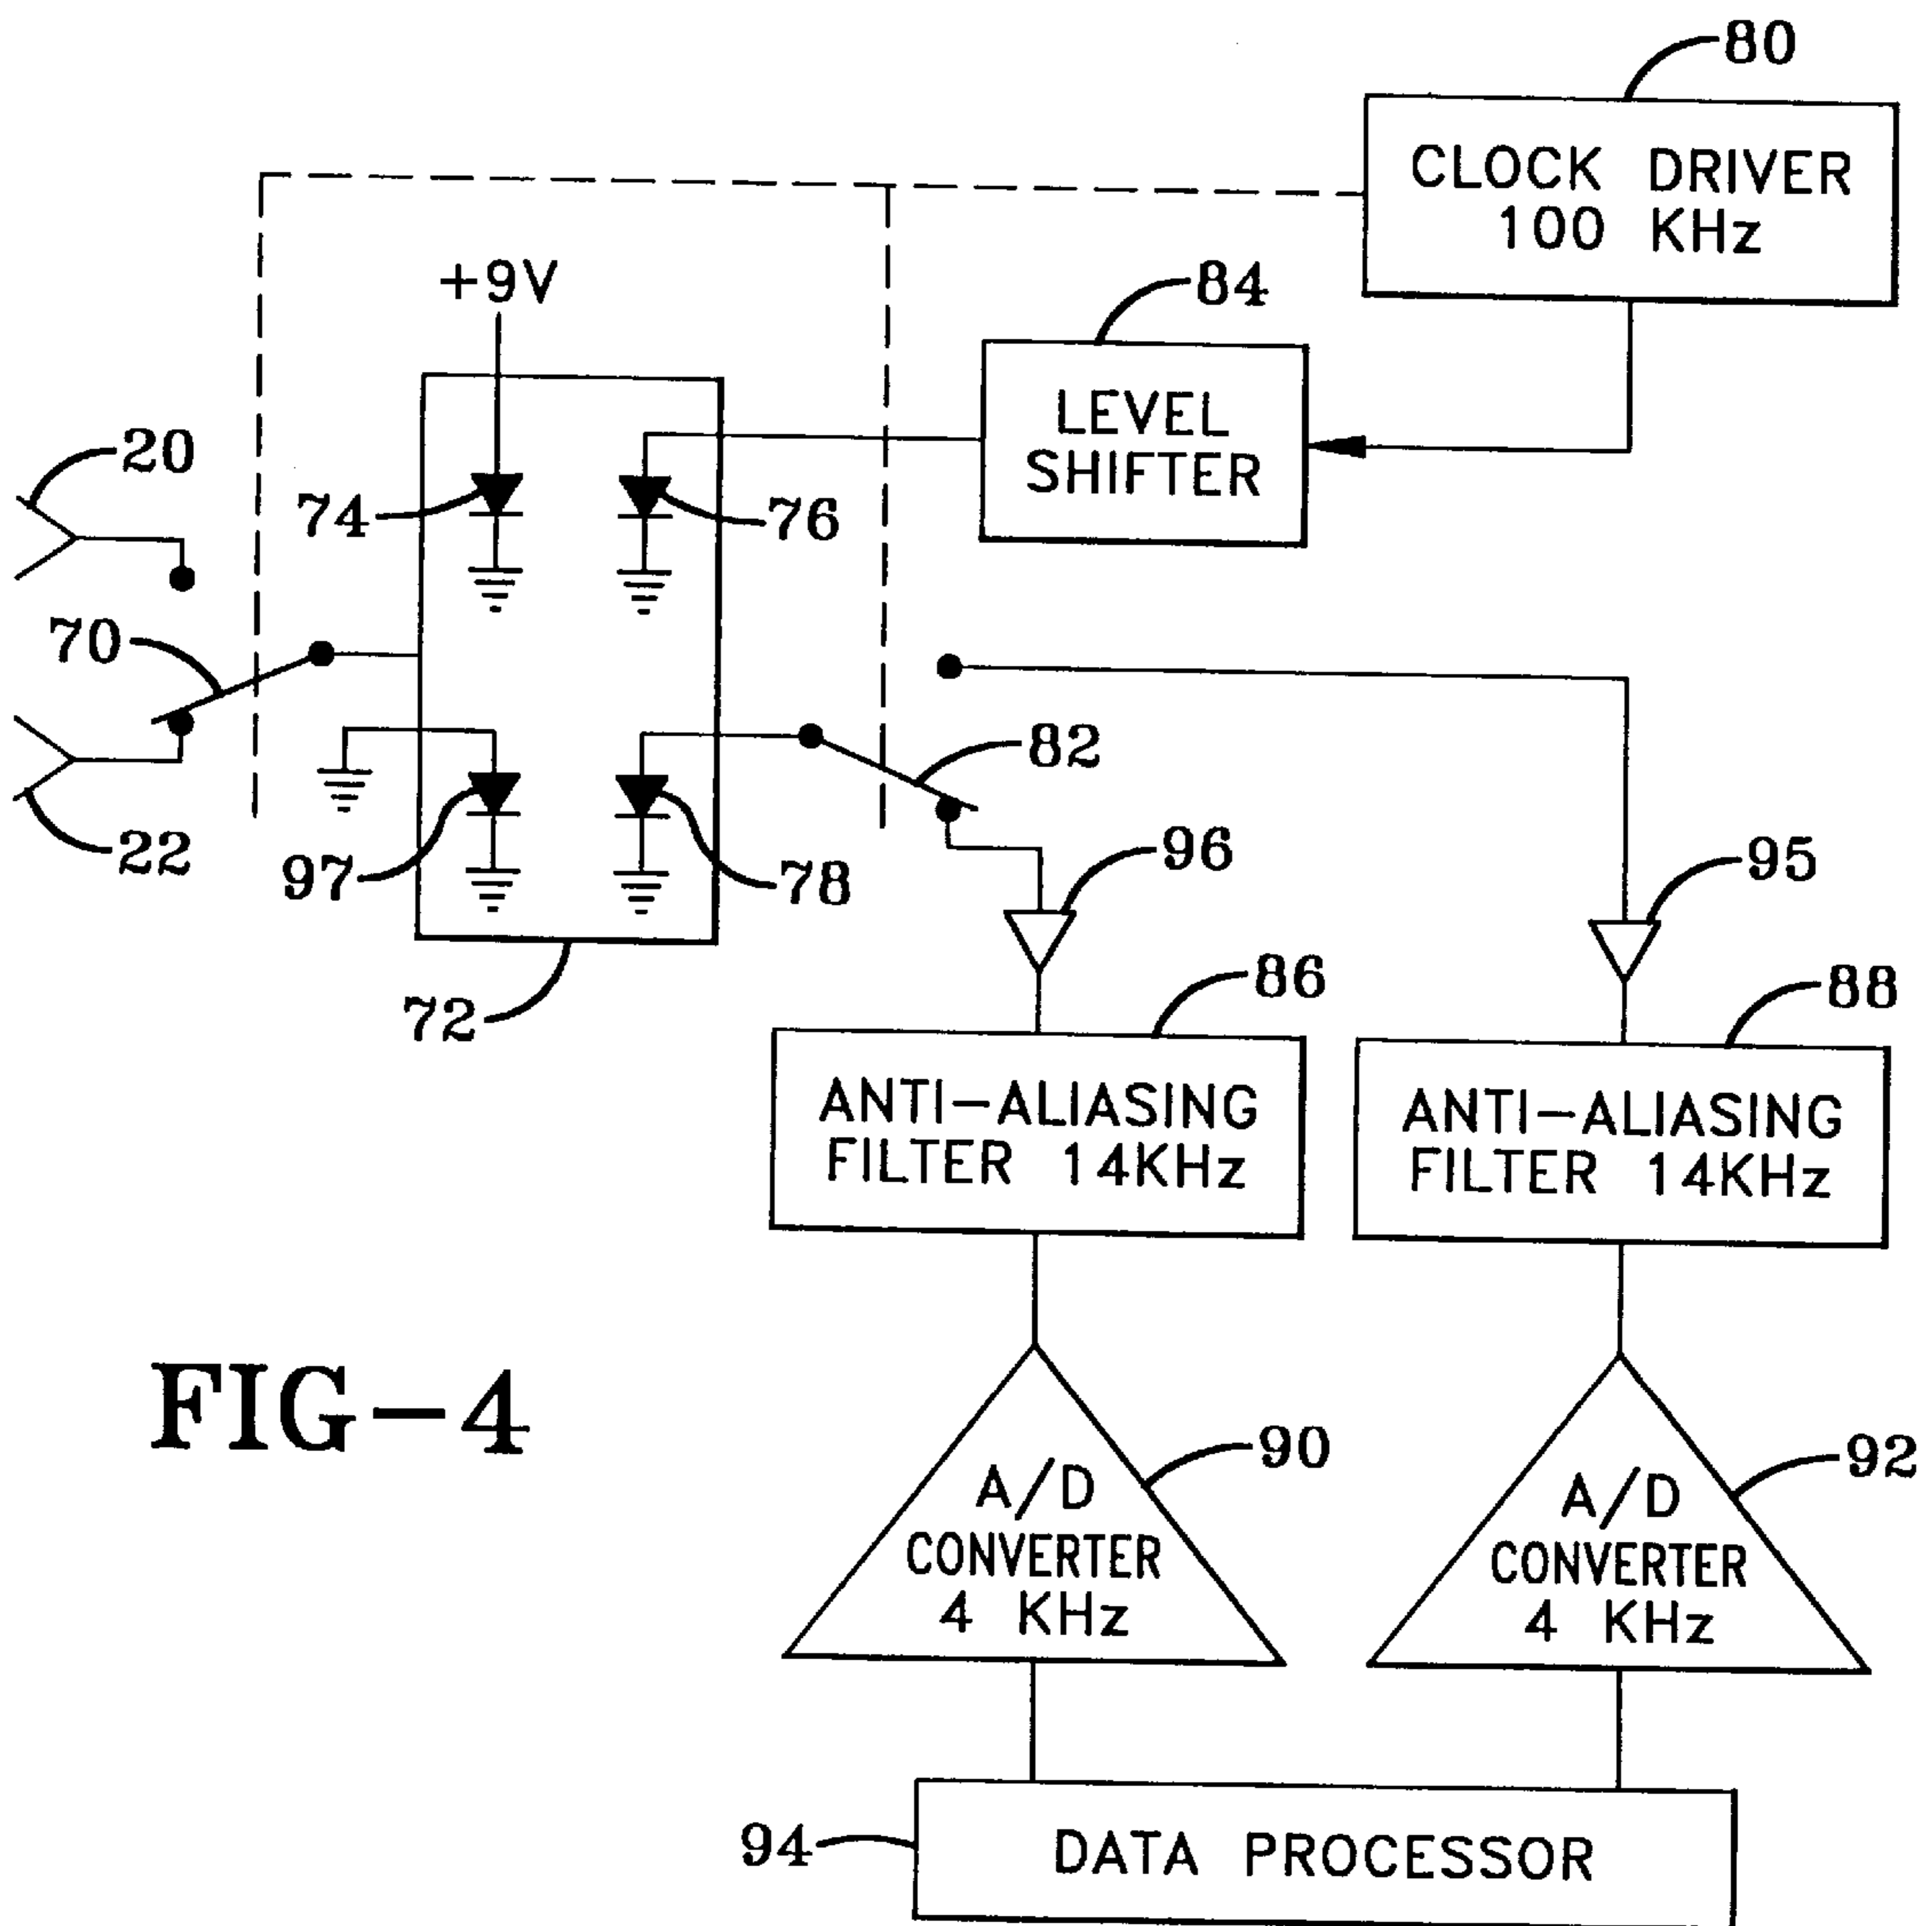 80
CLOCK DRIVER
100 KHz
+9V
84
LEVEL
SHIFTER
20
74
76
70
82
22
97
78
96
95
72
86
88
ANTI-ALIASING
FILTER 14KHz
ANTI-ALIASING
FILTER 14KHz
FIG-4
90
92
A/D
CONVERTER
4 KHz
A/D
CONVERTER
4 KHz
94
DATA PROCESSOR